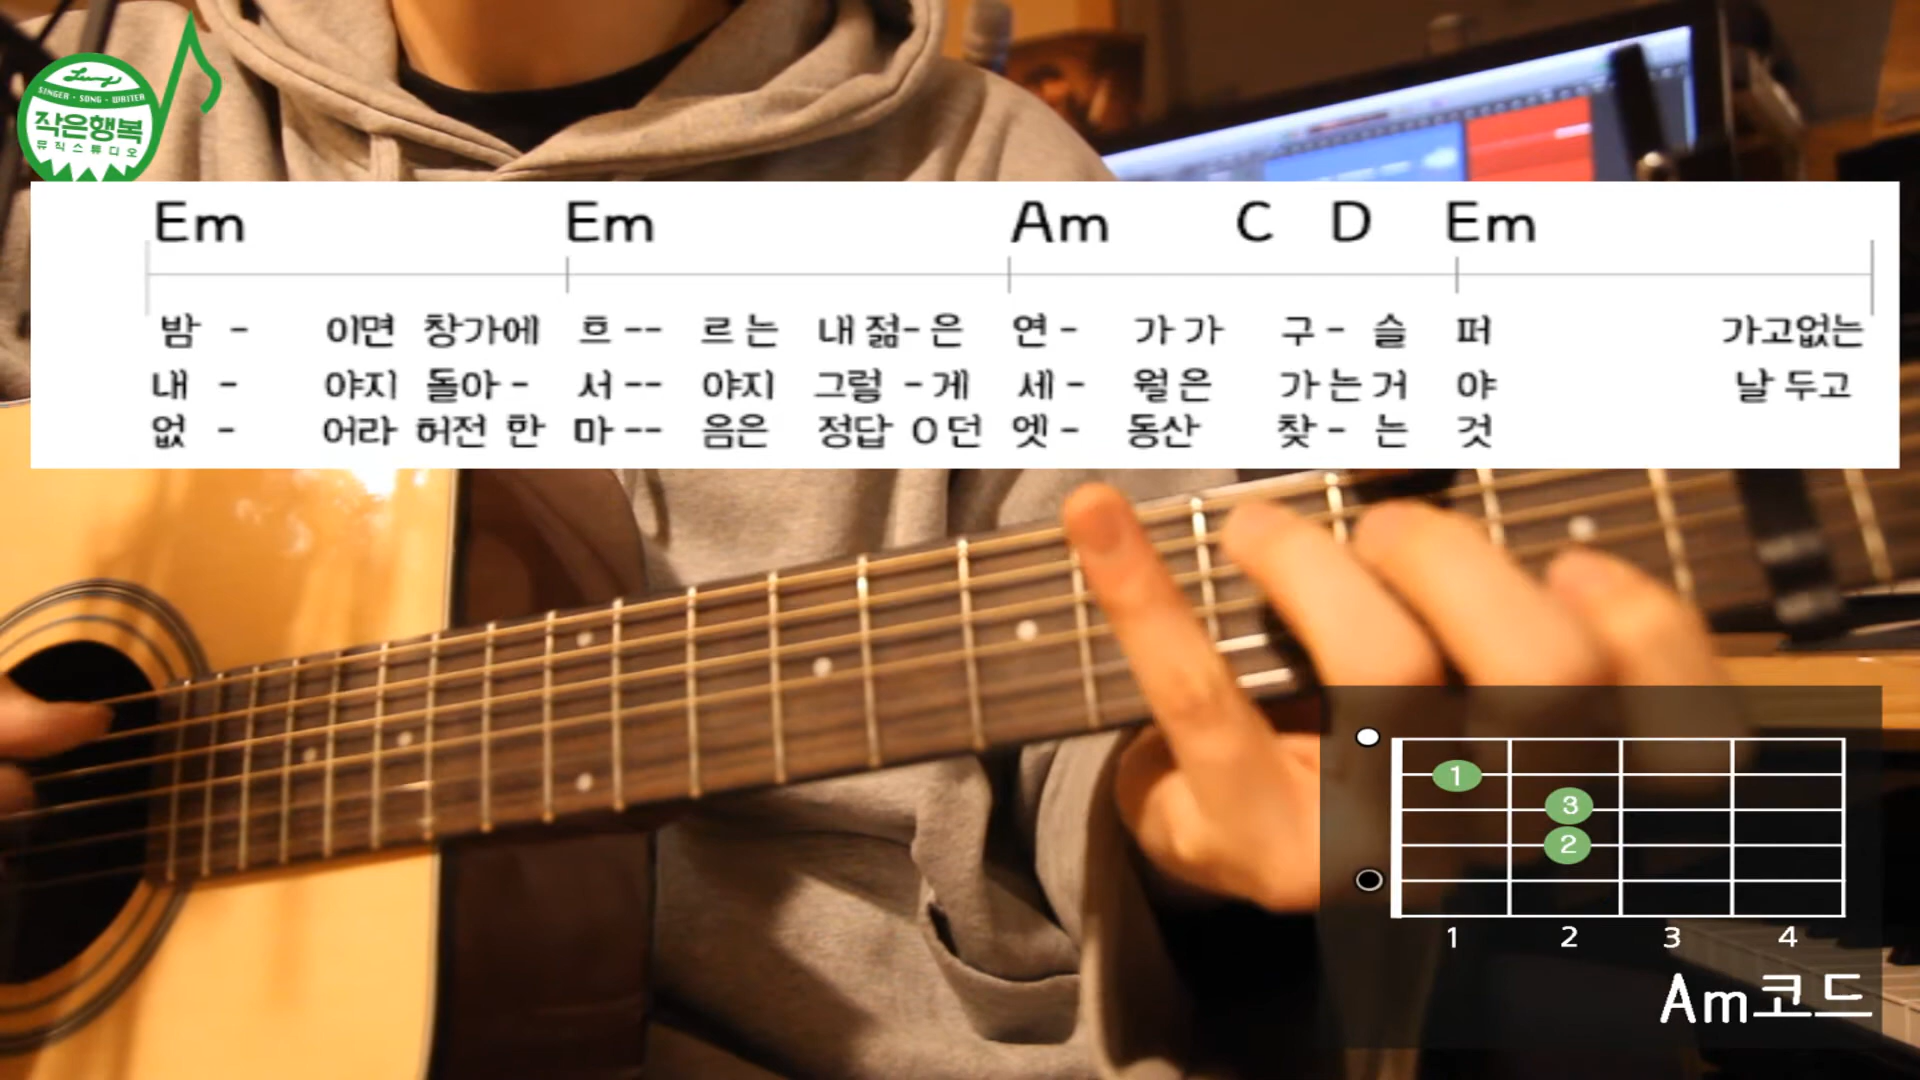 SINGER · SONG · WRITER
작은행복
뮤직스튜디오
Em Em Am C D Em
밤 - 이면 창가에 흐 -- 르 는 내 젊- 은 연 - 가 가 구 - 슬 퍼 가고없는
내 - 야지 돌아 - 서 -- 야지 그렇 - 게 세 - 월 은 가 는 거 야 날 두고
없 - 어라 허전 한 마 -- 음은 정답 0 던 옛 - 동산 찾 - 는 것
1
3
2
1 2 3 4
Am코드